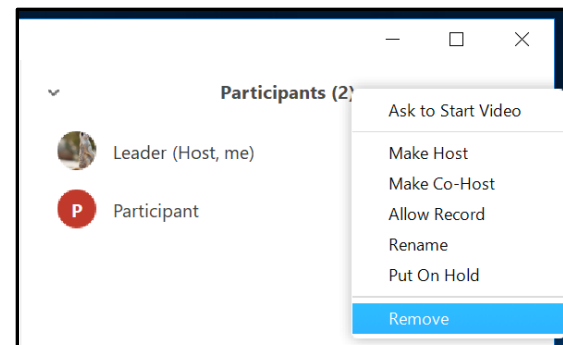 Participants (2)
Leader (Host, me)
P
Participant
Ask to Start Video
Make Host
Make Co-Host
Allow Record
Rename
Put On Hold
Remove